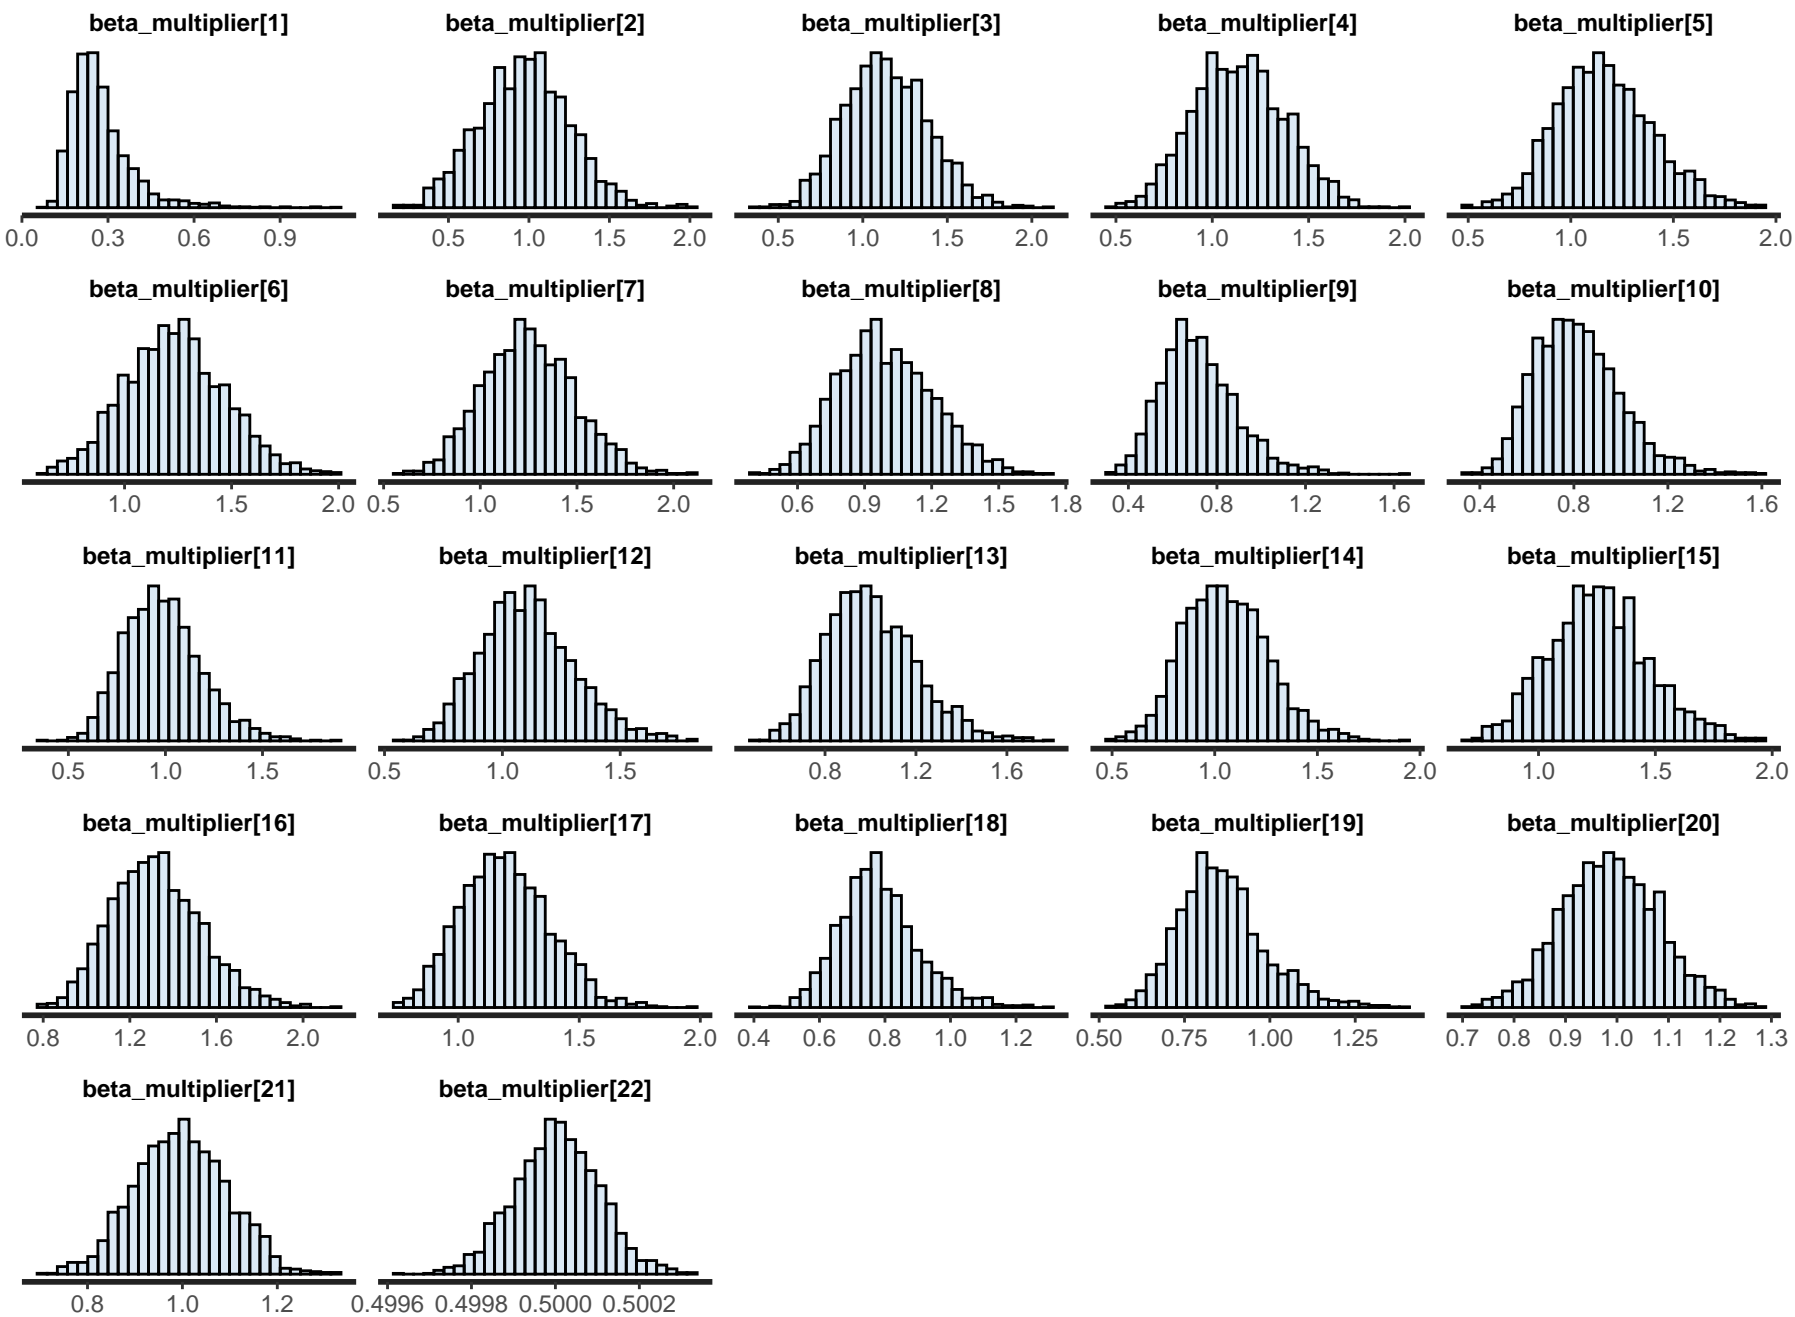 beta_multiplier[1] beta_multiplier[2] beta_multiplier[3] beta_multiplier[4] beta_multiplier[5]
0.0 0.3 0.6 0.9 0.5 1.0 1.5 2.0 0.5 1.0 1.5 2.0 0.5 1.0 1.5 2.0 0.5 1.0 1.5 2.0
beta_multiplier[6] beta_multiplier[7] beta_multiplier[8] beta_multiplier[9] beta_multiplier[10]
1.0 1.5 2.0 0.5 1.0 1.5 2.0 0.6 0.9 1.2 1.5 1.8 0.4 0.8 1.2 1.6 0.4 0.8 1.2 1.6
beta_multiplier[11] beta_multiplier[12] beta_multiplier[13] beta_multiplier[14] beta_multiplier[15]
0.5 1.0 1.5 0.5 1.0 1.5 0.8 1.2 1.6 0.5 1.0 1.5 2.0 1.0 1.5 2.0
beta_multiplier[16] beta_multiplier[17] beta_multiplier[18] beta_multiplier[19] beta_multiplier[20]
0.8 1.2 1.6 2.0 1.0 1.5 2.0 0.4 0.6 0.8 1.0 1.2 0.50 0.75 1.00 1.25 0.7 0.8 0.9 1.0 1.1 1.2 1.3
beta_multiplier[21] beta_multiplier[22]
0.8 1.0 1.2 0.4996 0.4998 0.5000 0.5002